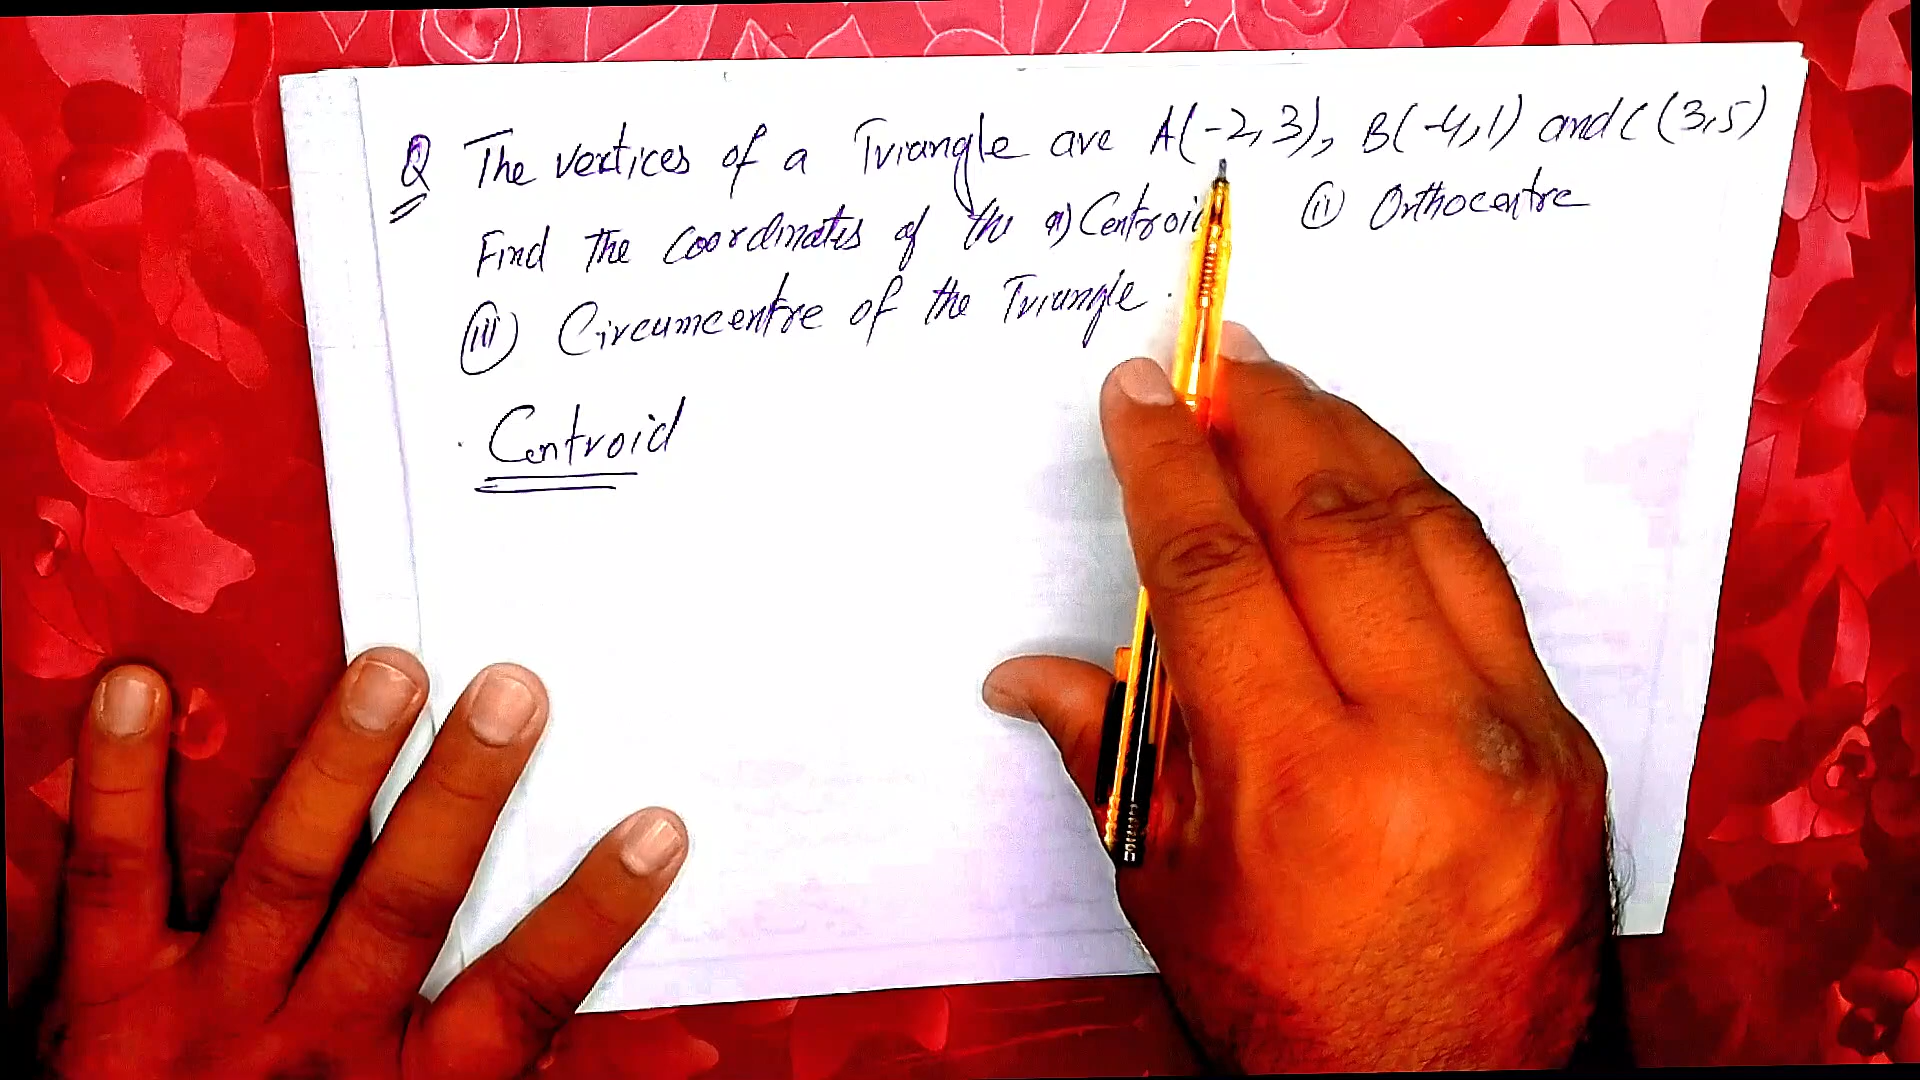 Q The vertices of a Triangle are A(-2,3), B(-4,1) and C(3,5)
Find the coordinates of the Centroid (ii) Orthocentre
(iii) Circumcentre of the Triangle.
Centroid